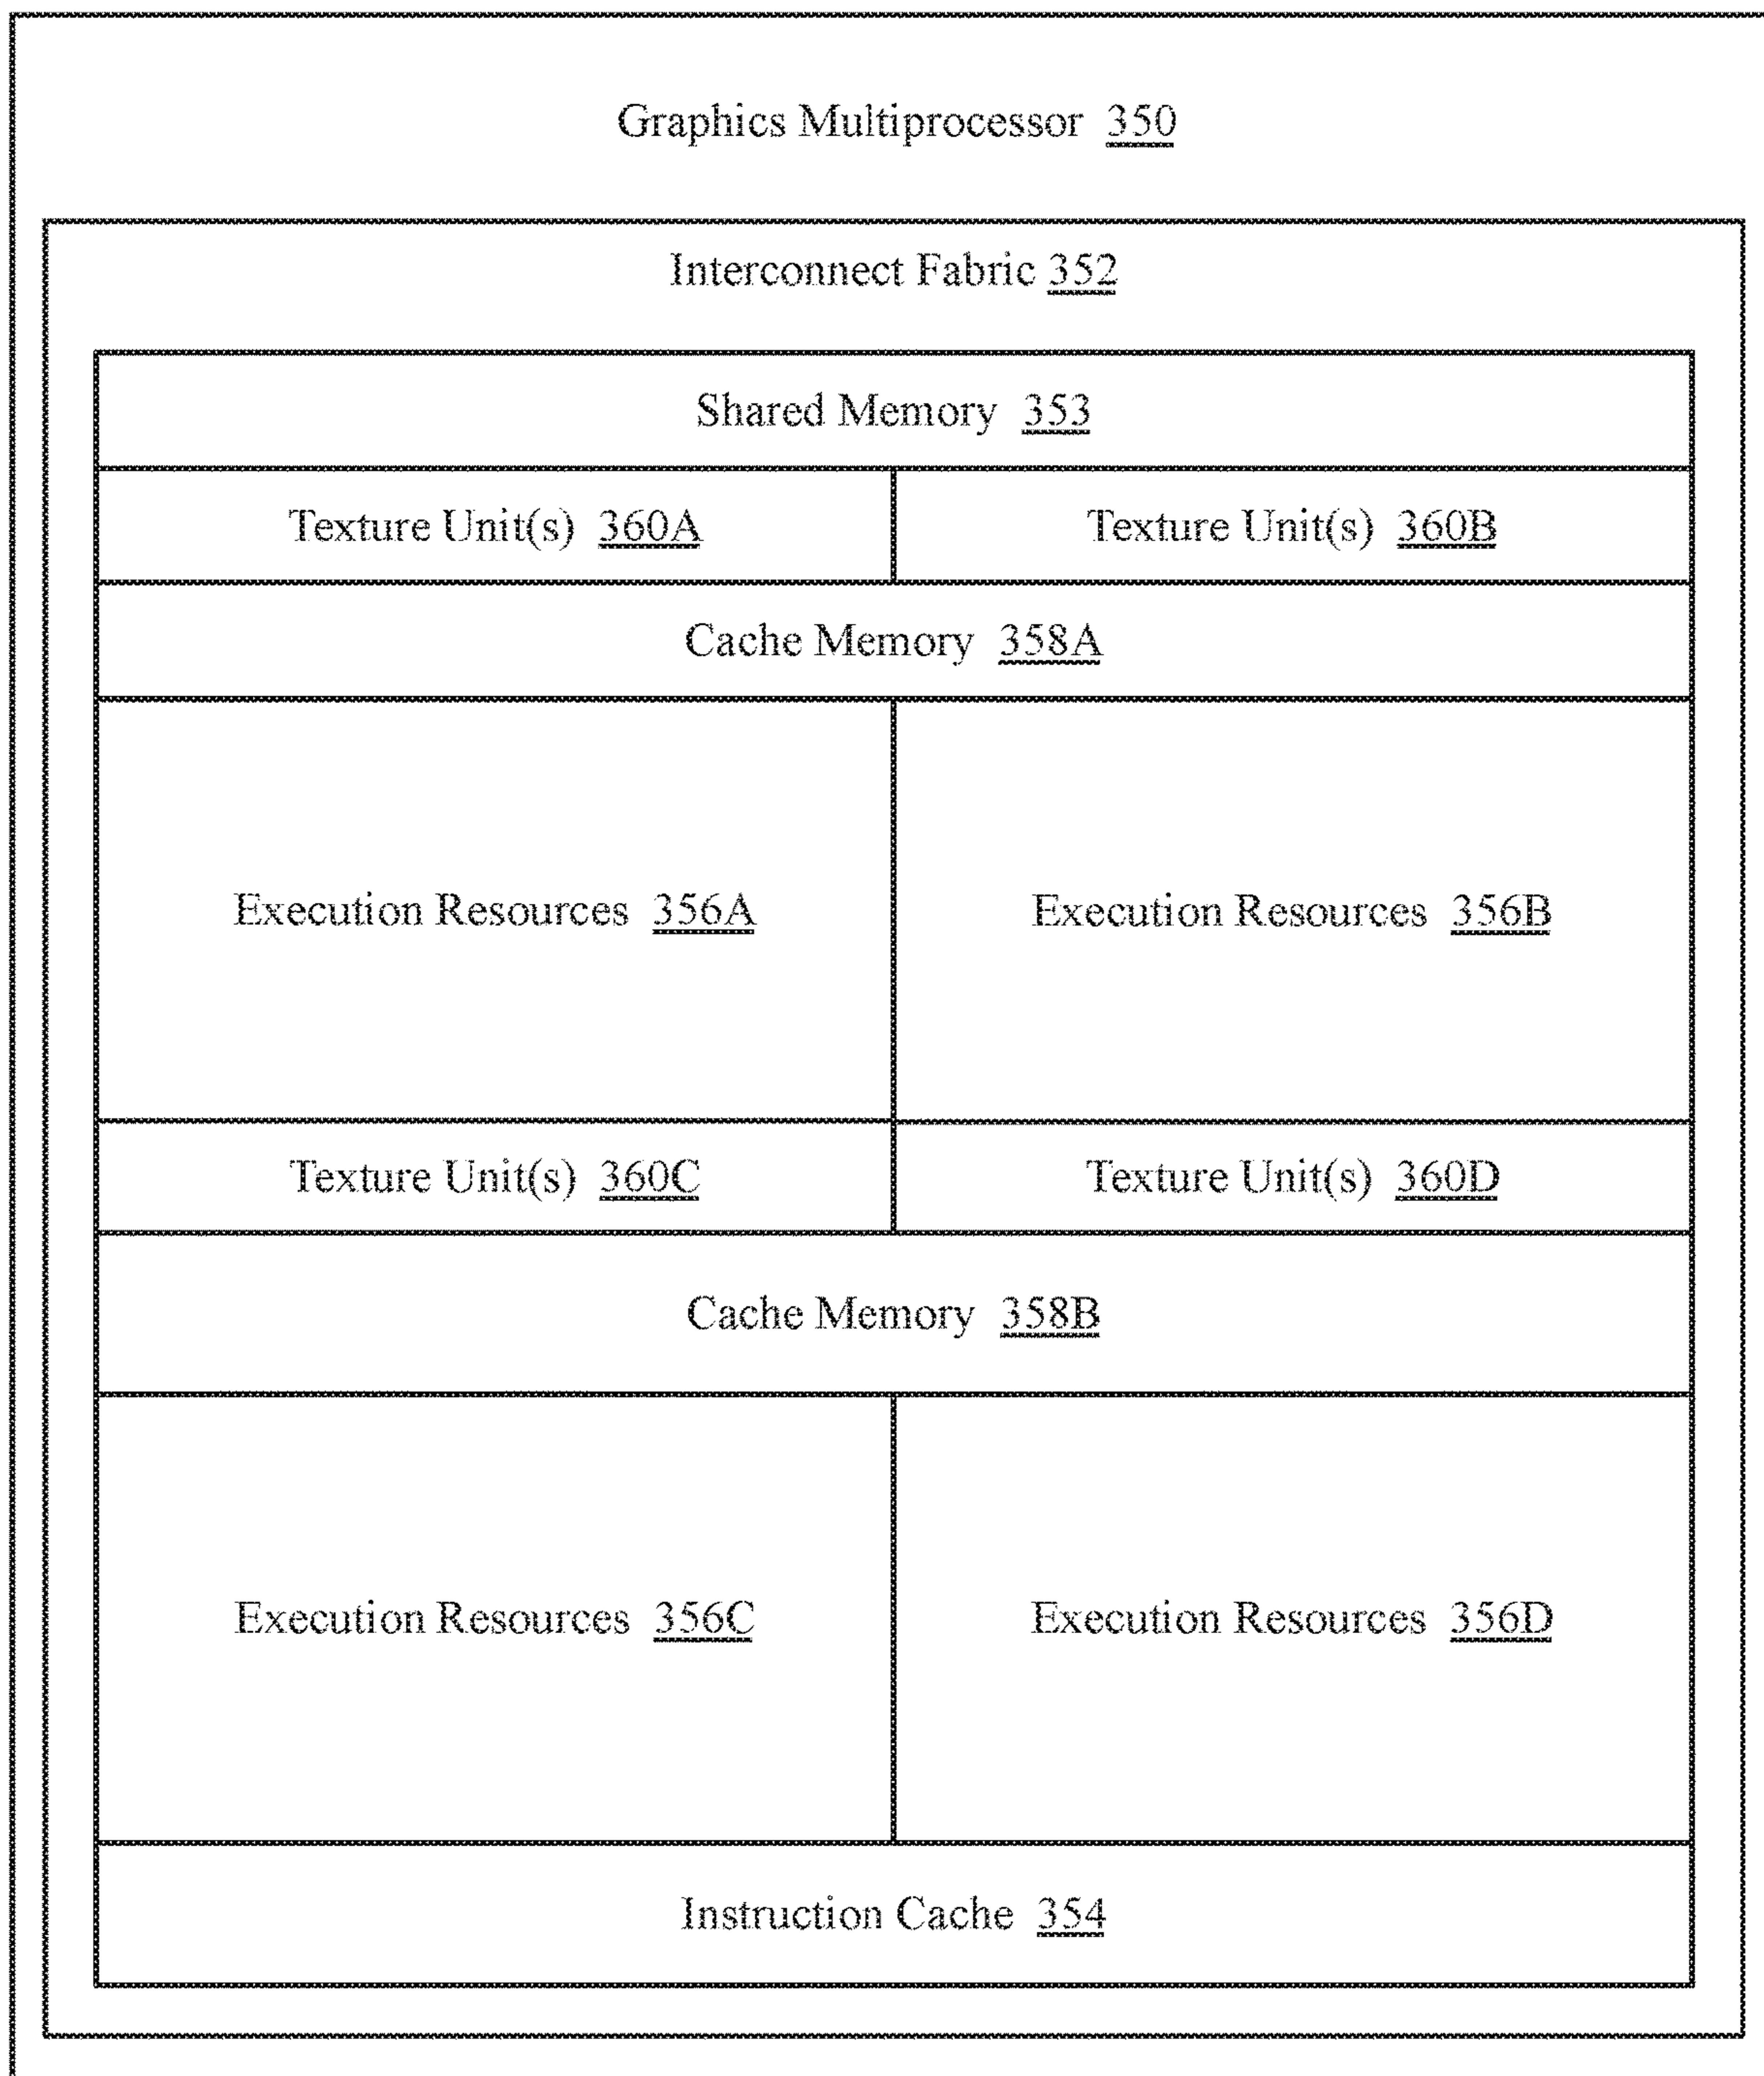 Graphics Multiprocessor 350
Interconnect Fabric 352
Shared Memory 353
Texture Unit(s) 360A
Texture Unit(s) 360B
Cache Memory 358A
Execution Resources 356A
Execution Resources 356B
Texture Unit(s) 360C
Texture Unit(s) 360D
Cache Memory 358B
Execution Resources 356C
Execution Resources 356D
Instruction Cache 354